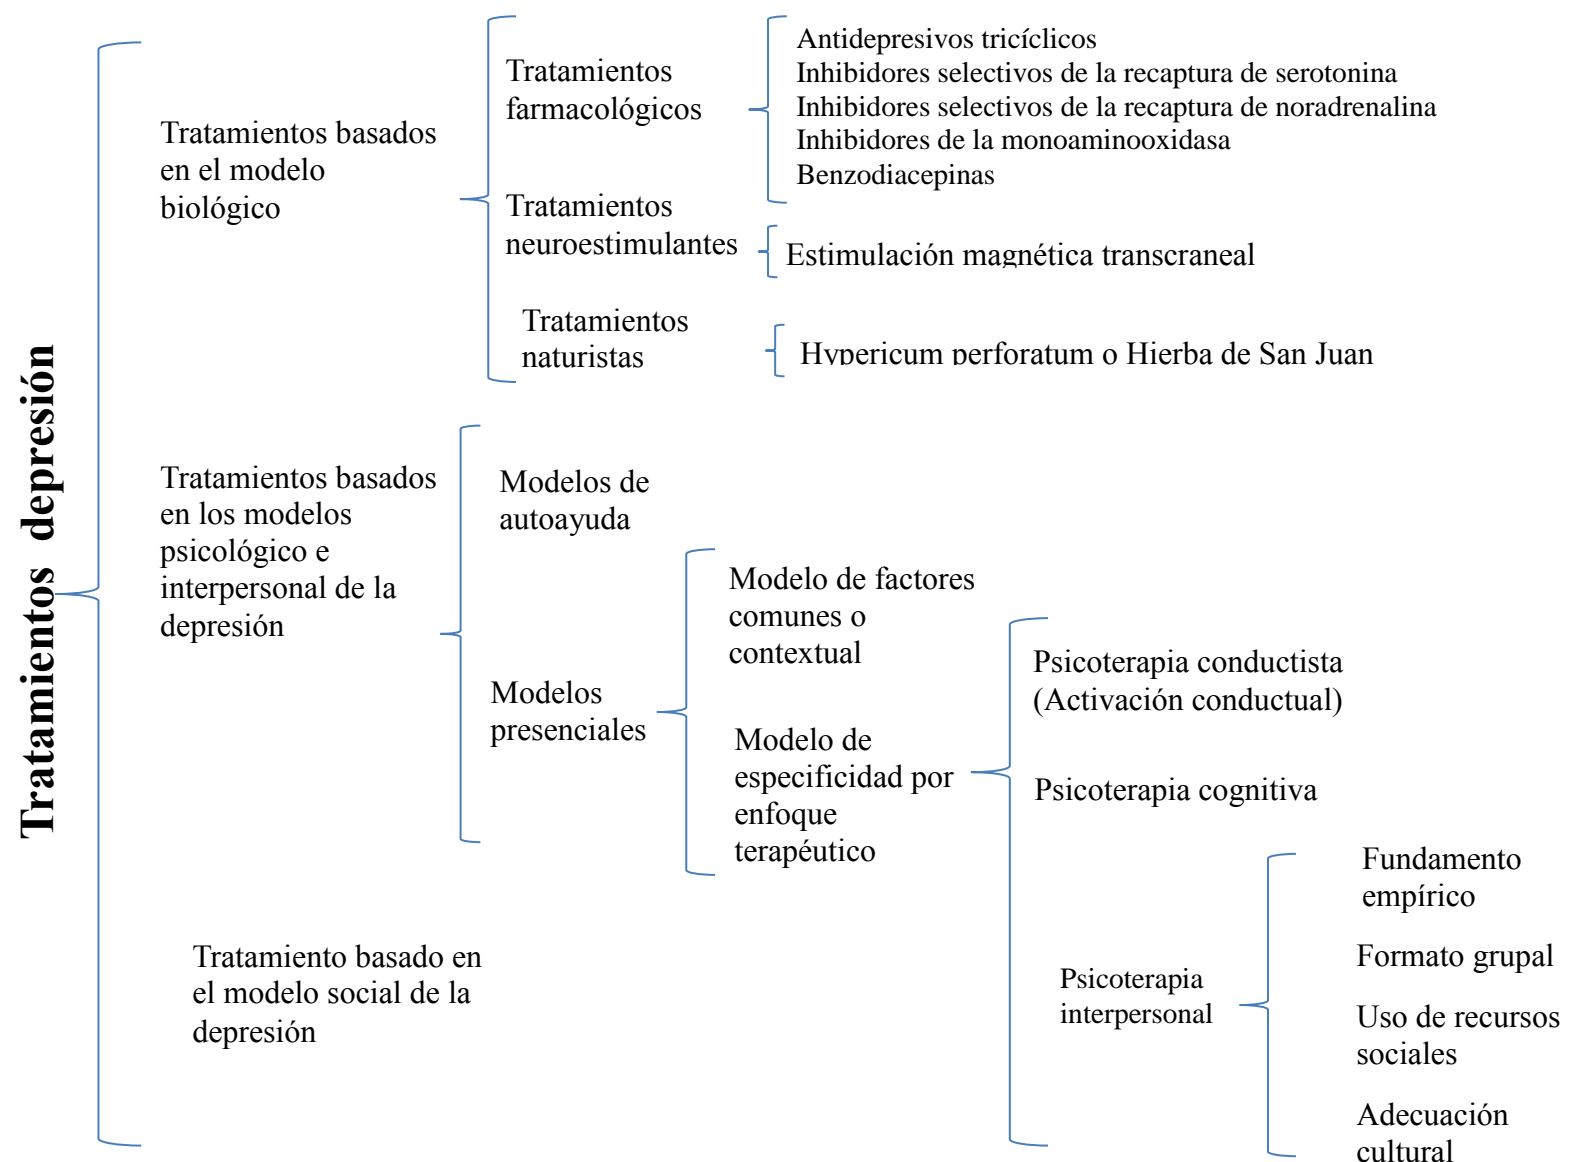 Tratamientos depresión
Tratamientos basados
en el modelo
biológico
Tratamientos
farmacológicos
Antidepresivos tricíclicos
Inhibidores selectivos de la recaptura de serotonina
Inhibidores selectivos de la recaptura de noradrenalina
Inhibidores de la monoaminooxidasa
Benzodiacepinas
Tratamientos
neuroestimulantes
Estimulación magnética transcraneal
Tratamientos
naturistas
Hypericum perforatum o Hierba de San Juan
Tratamientos basados
en los modelos
psicológico e
interpersonal de la
depresión
Modelos de
autoayuda
Modelos
presenciales
Modelo de factores
comunes o
contextual
Modelo de
especificidad por
enfoque
terapéutico
Psicoterapia conductista
(Activación conductual)
Psicoterapia cognitiva
Psicoterapia
interpersonal
Fundamento
empírico
Formato grupal
Uso de recursos
sociales
Adecuación
cultural
Tratamiento basado en
el modelo social de la
depresión